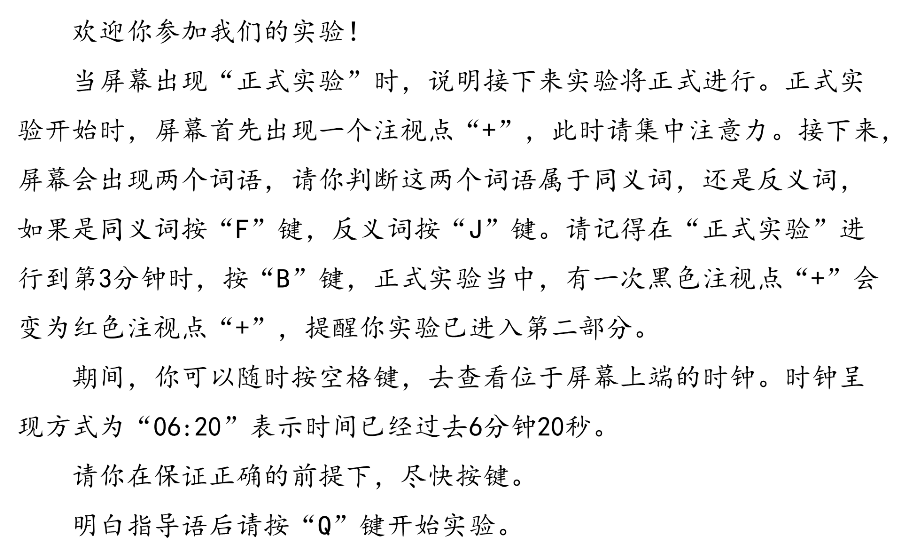 欢迎你参加我们的实验！
当屏幕出现“正式实验”时，说明接下来实验将正式进行。正式实
验开始时，屏幕首先出现一个注视点“+”，此时请集中注意力。接下来，
屏幕会出现两个词语，请你判断这两个词语属于同义词，还是反义词，
如果是同义词按“F”键，反义词按“J”键。请记得在“正式实验”进
行到第3分钟时，按“B”键，正式实验当中，有一次黑色注视点“+”会
变为红色注视点“+”，提醒你实验已进入第二部分。
期间，你可以随时按空格键，去查看位于屏幕上端的时钟。时钟呈
现方式为“06:20”表示时间已经过去6分钟20秒。
请你在保证正确的前提下，尽快按键。
明白指导语后请按“Q”键开始实验。